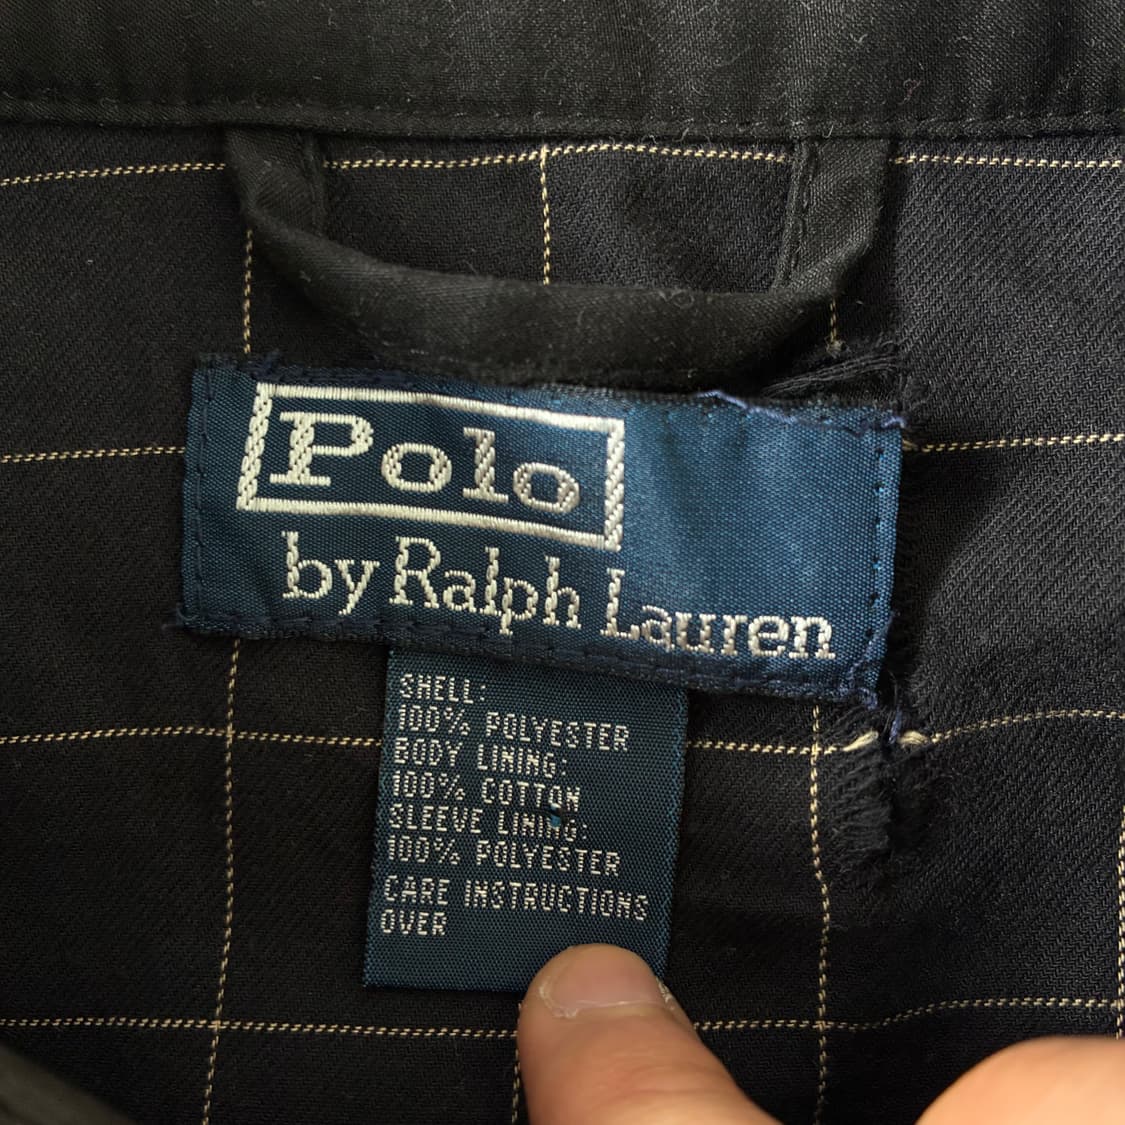 Polo
by Ralph Lauren
SHELL:
100% POLYESTER
BODY LINING:
100% COTTON
SLEEVE LINING:
100% POLYESTER
CARE INSTRUCTIONS
OVER